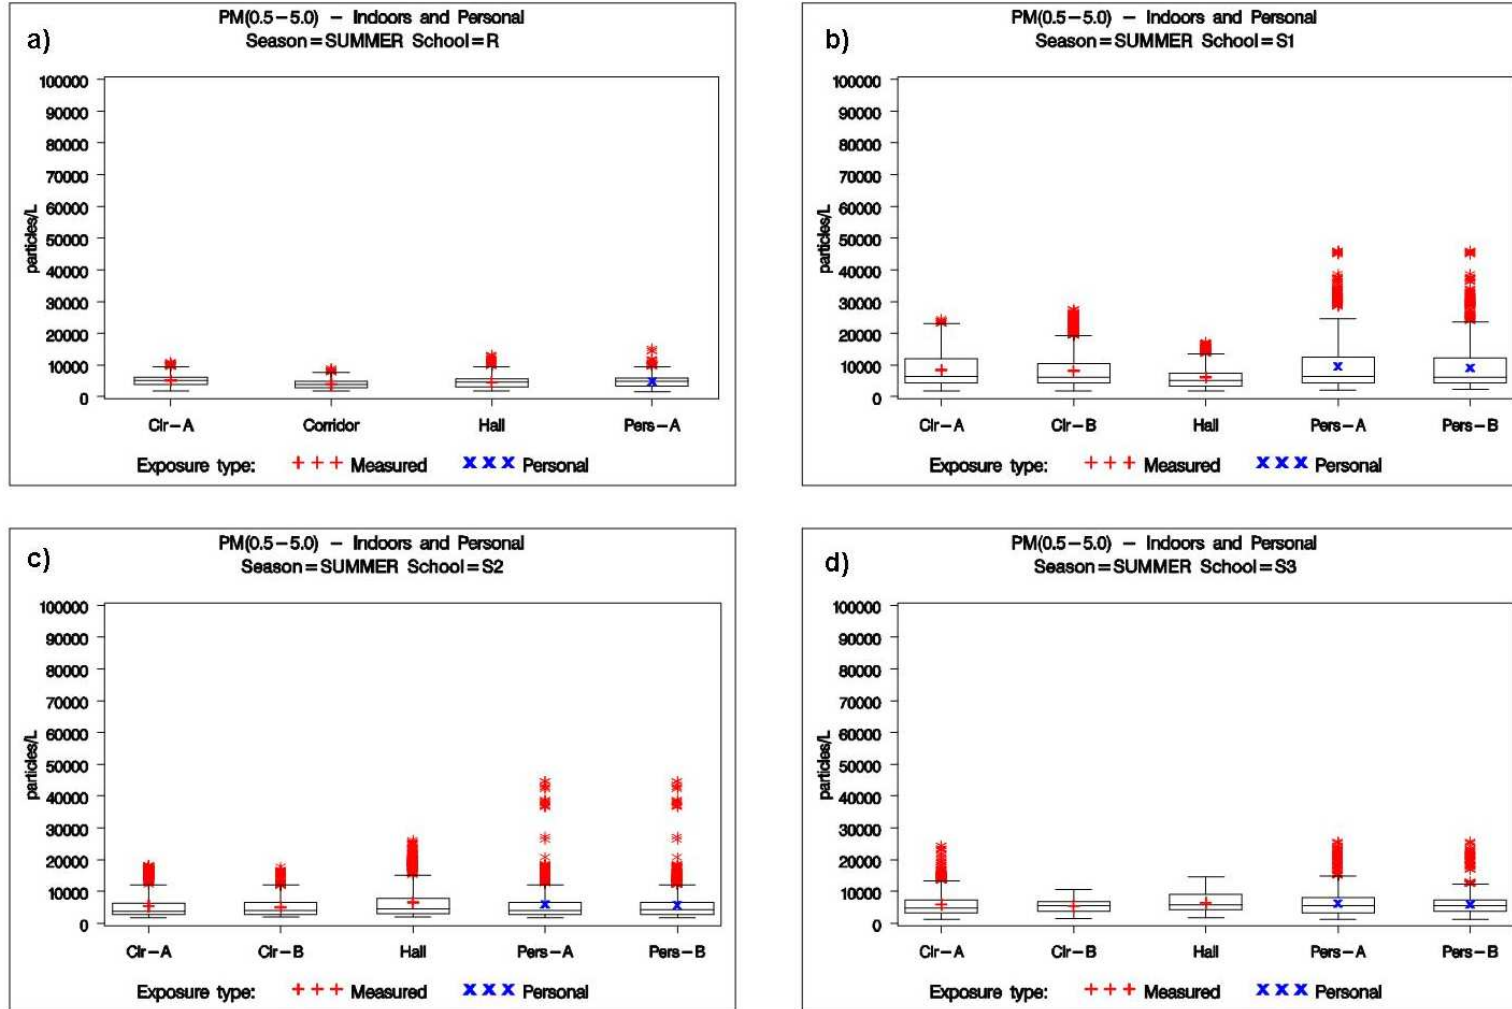 a)
PM(0.5-5.0) - Indoors and Personal
Season=SUMMER School=R
particles/L
100000
90000
80000
70000
60000
50000
40000
30000
20000
10000
0
Clr-A Corridor Hall Pers-A
Exposure type: +++ Measured ××× Personal
b)
PM(0.5-5.0) - Indoors and Personal
Season=SUMMER School=S1
particles/L
100000
90000
80000
70000
60000
50000
40000
30000
20000
10000
0
Clr-A Clr-B Hall Pers-A Pers-B
Exposure type: +++ Measured ××× Personal
c)
PM(0.5-5.0) - Indoors and Personal
Season=SUMMER School=S2
particles/L
100000
90000
80000
70000
60000
50000
40000
30000
20000
10000
0
Clr-A Clr-B Hall Pers-A Pers-B
Exposure type: +++ Measured ××× Personal
d)
PM(0.5-5.0) - Indoors and Personal
Season=SUMMER School=S3
particles/L
100000
90000
80000
70000
60000
50000
40000
30000
20000
10000
0
Clr-A Clr-B Hall Pers-A Pers-B
Exposure type: +++ Measured ××× Personal